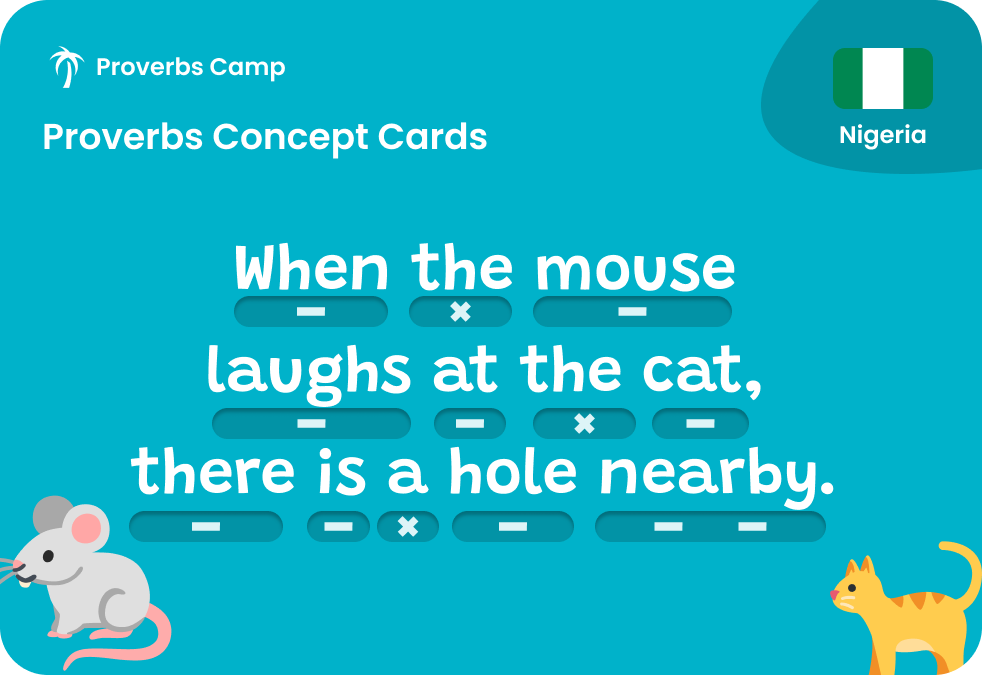 Proverbs Camp
Proverbs Concept Cards
Nigeria
When the mouse
laughs at the cat,
there is a hole nearby.